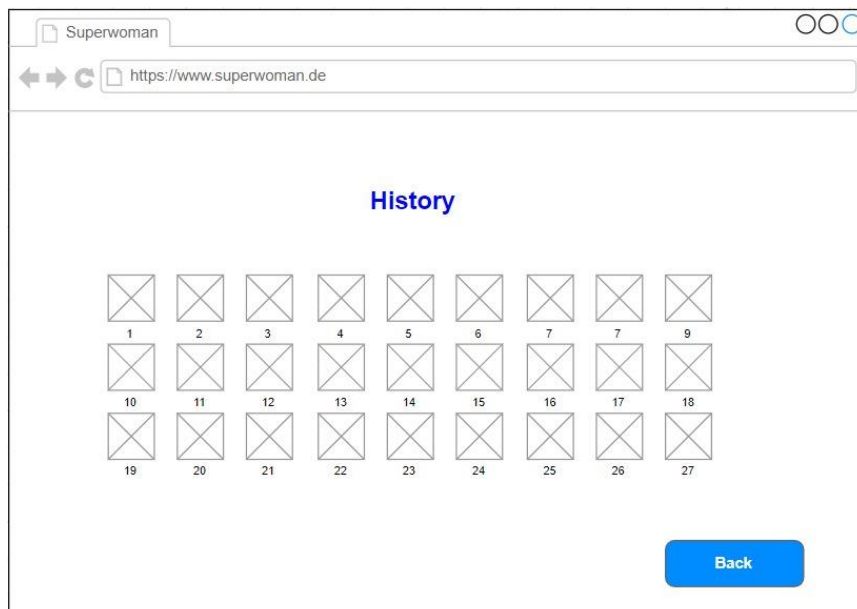 Superwoman
https://www.superwoman.de
History
1 2 3 4 5 6 7 7 9
10 11 12 13 14 15 16 17 18
19 20 21 22 23 24 25 26 27
Back